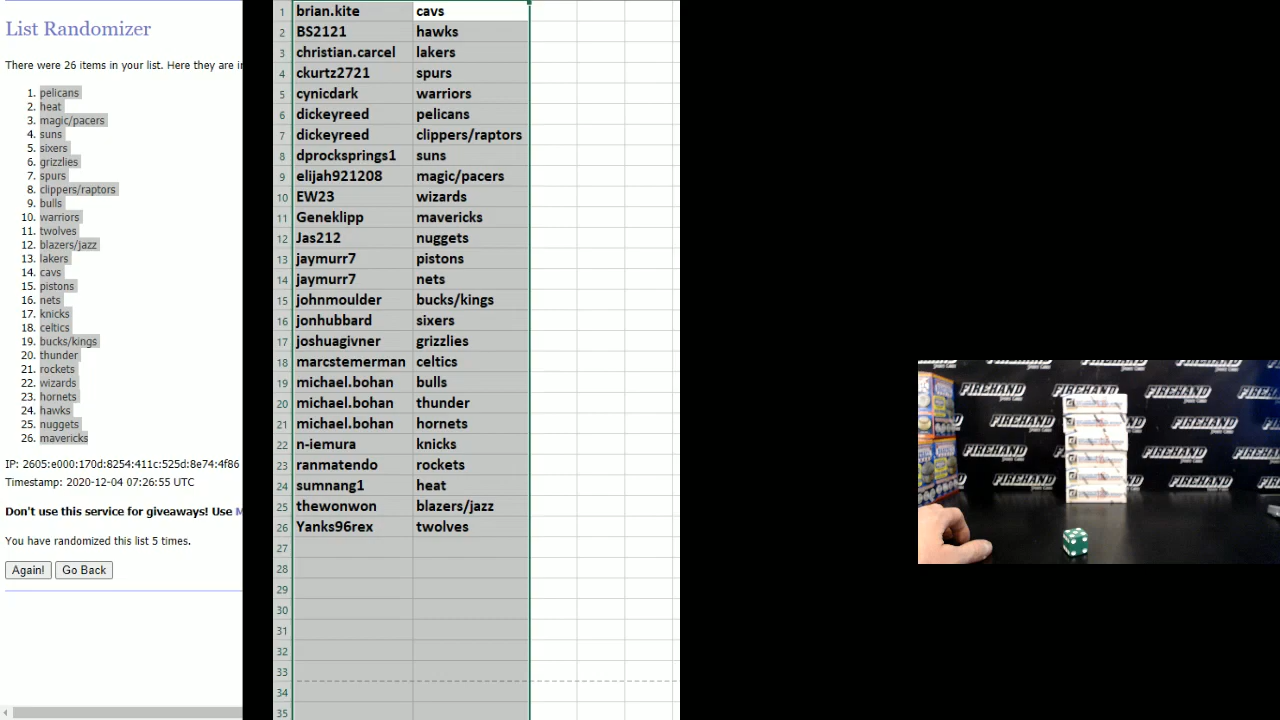 List Randomizer
There were 26 items in your list. Here they are in
1. pelicans
2. heat
3. magic/pacers
4. suns
5. sixers
6. grizzlies
7. spurs
8. clippers/raptors
9. bulls
10. warriors
11. twolves
12. blazers/jazz
13. lakers
14. cavs
15. pistons
16. nets
17. knicks
18. celtics
19. bucks/kings
20. thunder
21. rockets
22. wizards
23. hornets
24. hawks
25. nuggets
26. mavericks
IP: 2605:e000:170d:8254:411c:525d:8e74:4f86
Timestamp: 2020-12-04 07:26:55 UTC
Don't use this service for giveaways! Use
You have randomized this list 5 times.
Again! Go Back
1 brian.kite cavs
2 BS2121 hawks
3 christian.carcel lakers
4 ckurtz2721 spurs
5 cynicdark warriors
6 dickeyreed pelicans
7 dickeyreed clippers/raptors
8 dprocksprings1 suns
9 elijah921208 magic/pacers
10 EW23 wizards
11 Geneklipp mavericks
12 Jas212 nuggets
13 jaymurr7 pistons
14 jaymurr7 nets
15 johnmoulder bucks/kings
16 jonhubbard sixers
17 joshuagivner grizzlies
18 marcstemerman celtics
19 michael.bohan bulls
20 michael.bohan thunder
21 michael.bohan hornets
22 n-iemura knicks
23 ranmatendo rockets
24 sumnang1 heat
25 thewonwon blazers/jazz
26 Yanks96rex twolves
27
28
29
30
31
32
33
34
35
FIREHAND FIREHAND FIREHAND
FIREHAND FIREHAND
FIREHAND FIREHAND
FIREHAND FIREHAND